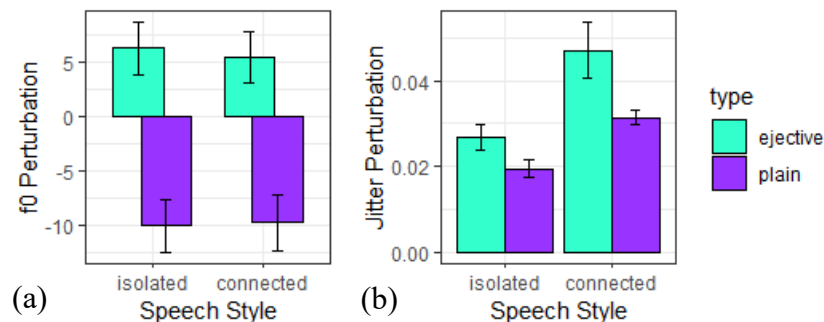 f0 Perturbation
5
0
-5
-10
isolated connected
Speech Style
(a)
Jitter Perturbation
0.04
0.02
0.00
isolated connected
Speech Style
(b)
type
ejective
plain